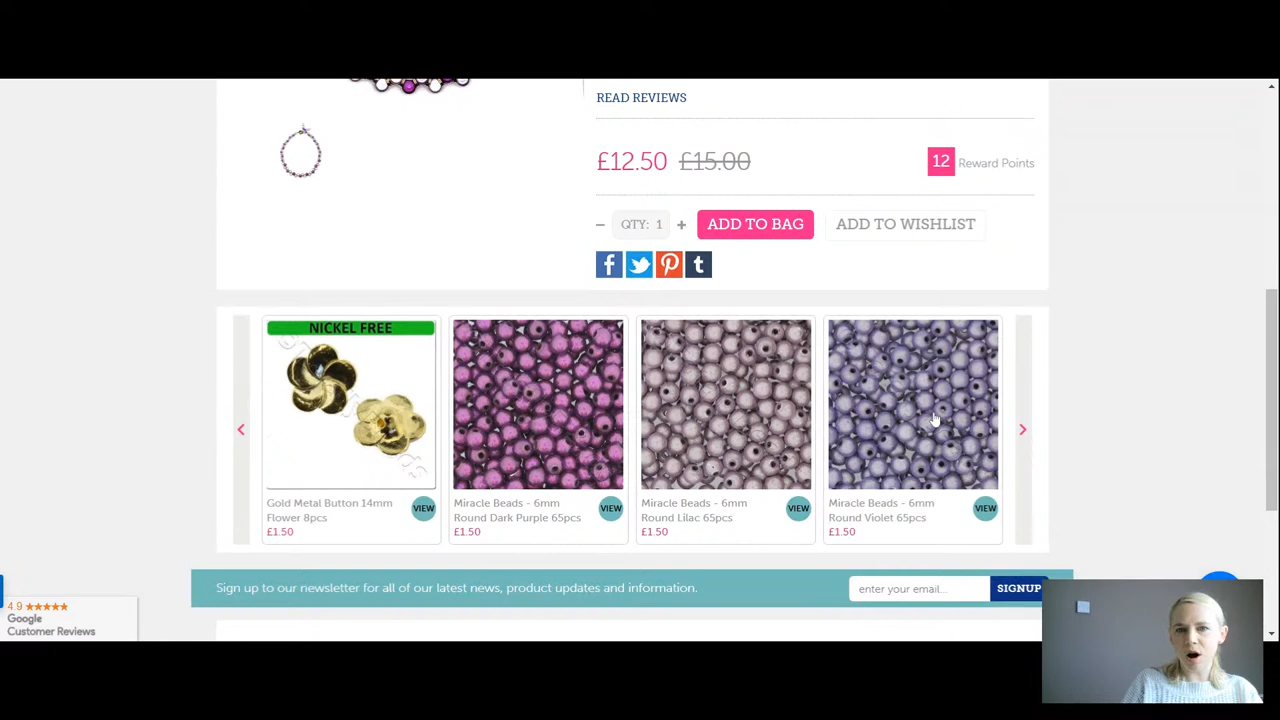 READ REVIEWS
£12.50 £15.00
12 Reward Points
− QTY: 1 + ADD TO BAG ADD TO WISHLIST
f t
NICKEL FREE
Gold Metal Button 14mm
Flower 8pcs
£1.50
VIEW
Miracle Beads - 6mm
Round Dark Purple 65pcs
£1.50
VIEW
Miracle Beads - 6mm
Round Lilac 65pcs
£1.50
VIEW
Miracle Beads - 6mm
Round Violet 65pcs
£1.50
VIEW
Sign up to our newsletter for all of our latest news, product updates and information.
enter your email... SIGNUP
4.9
Google
Customer Reviews